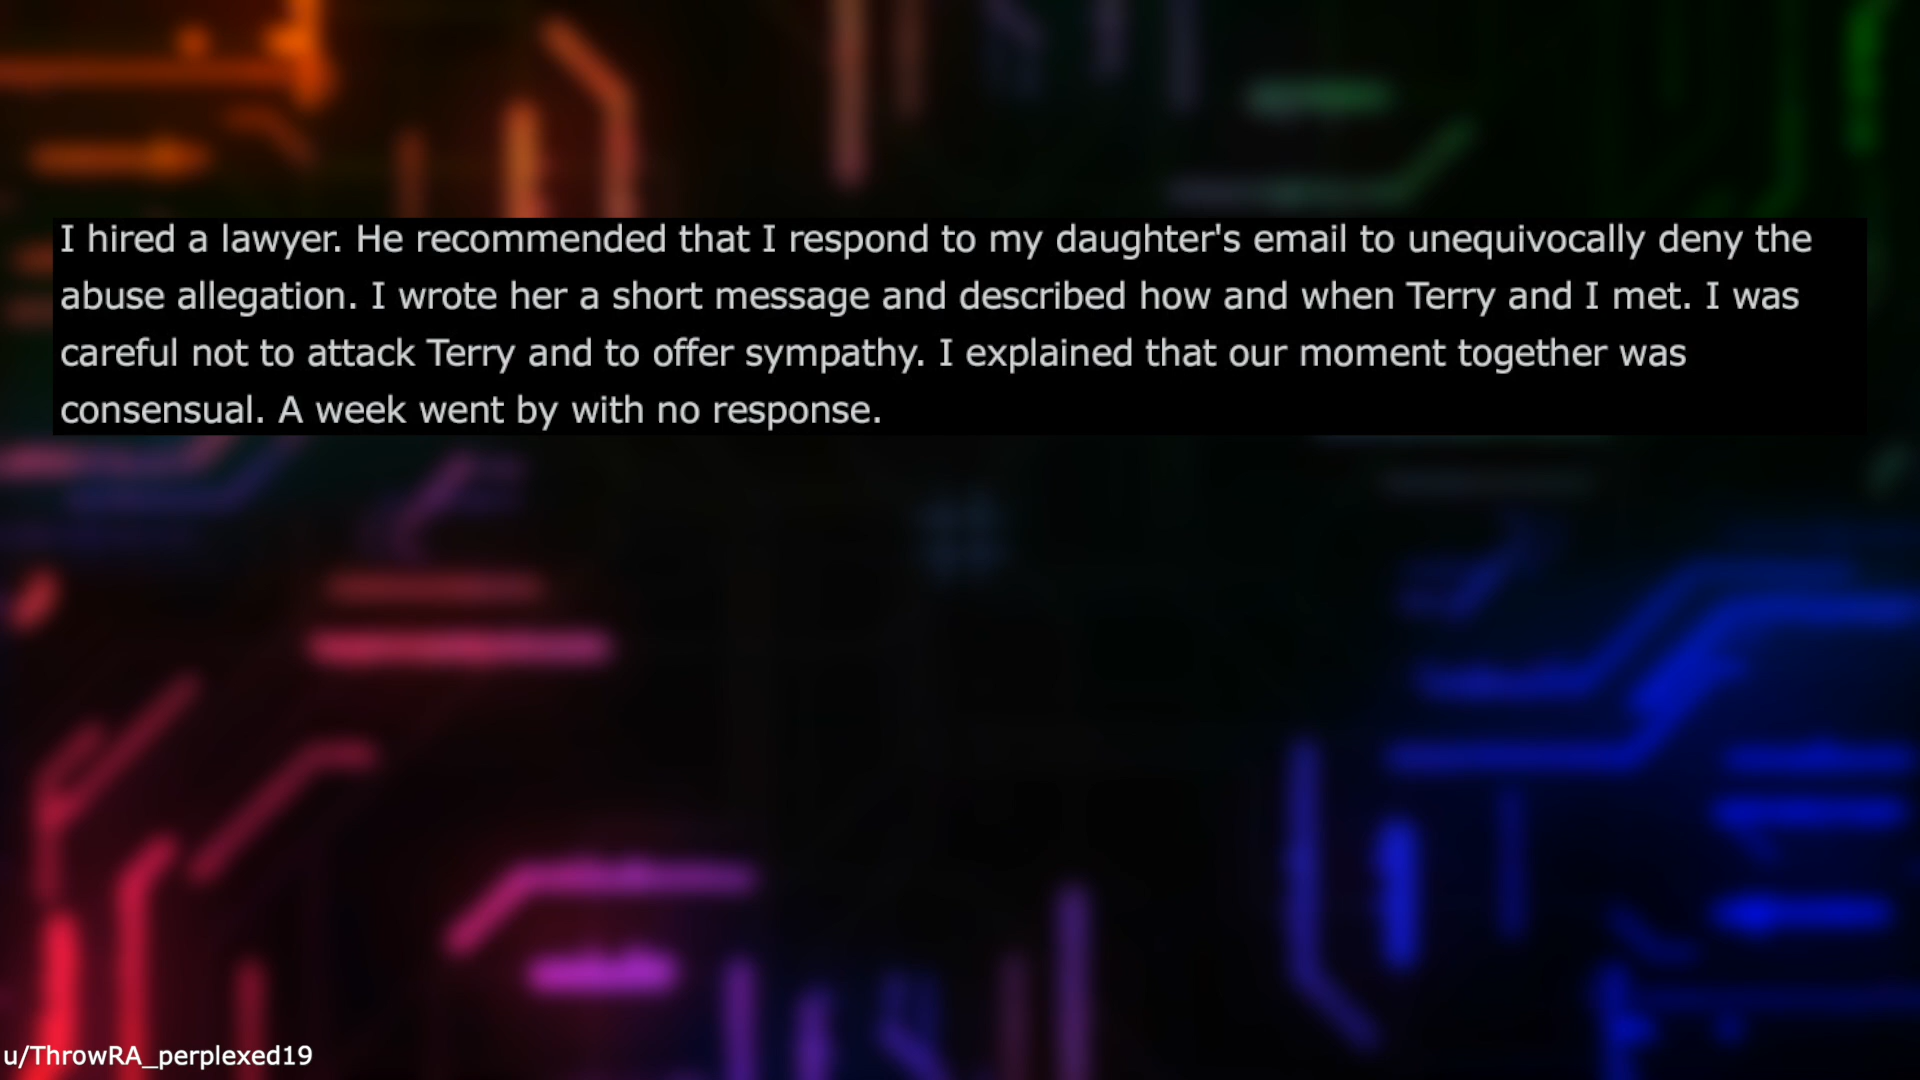 I hired a lawyer. He recommended that I respond to my daughter's email to unequivocally deny the
abuse allegation. I wrote her a short message and described how and when Terry and I met. I was
careful not to attack Terry and to offer sympathy. I explained that our moment together was
consensual. A week went by with no response.
u/ThrowRA_perplexed19